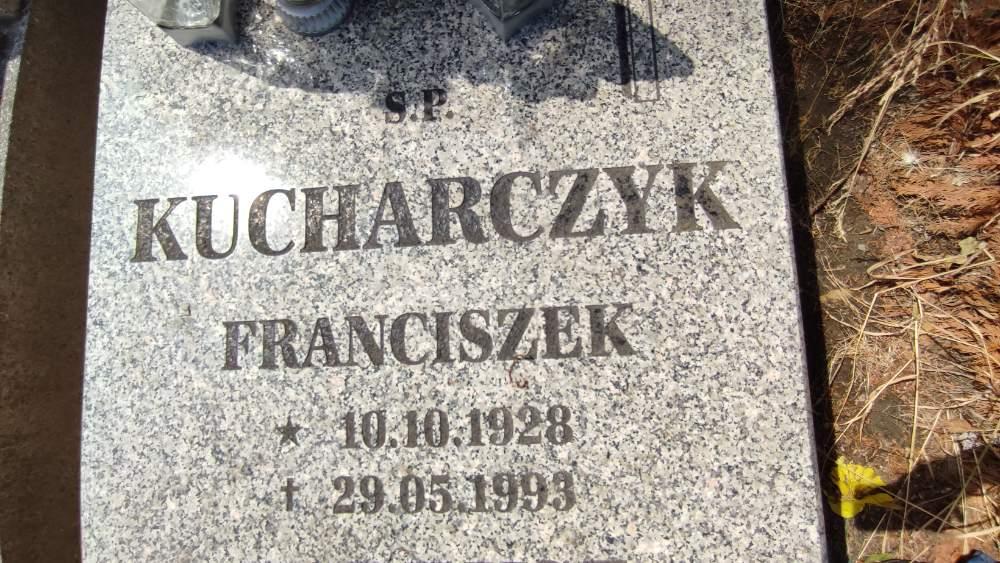 S.P.
KUCHARCZYK
FRANCISZEK
★ 10.10.1928
✝ 29.05.1993